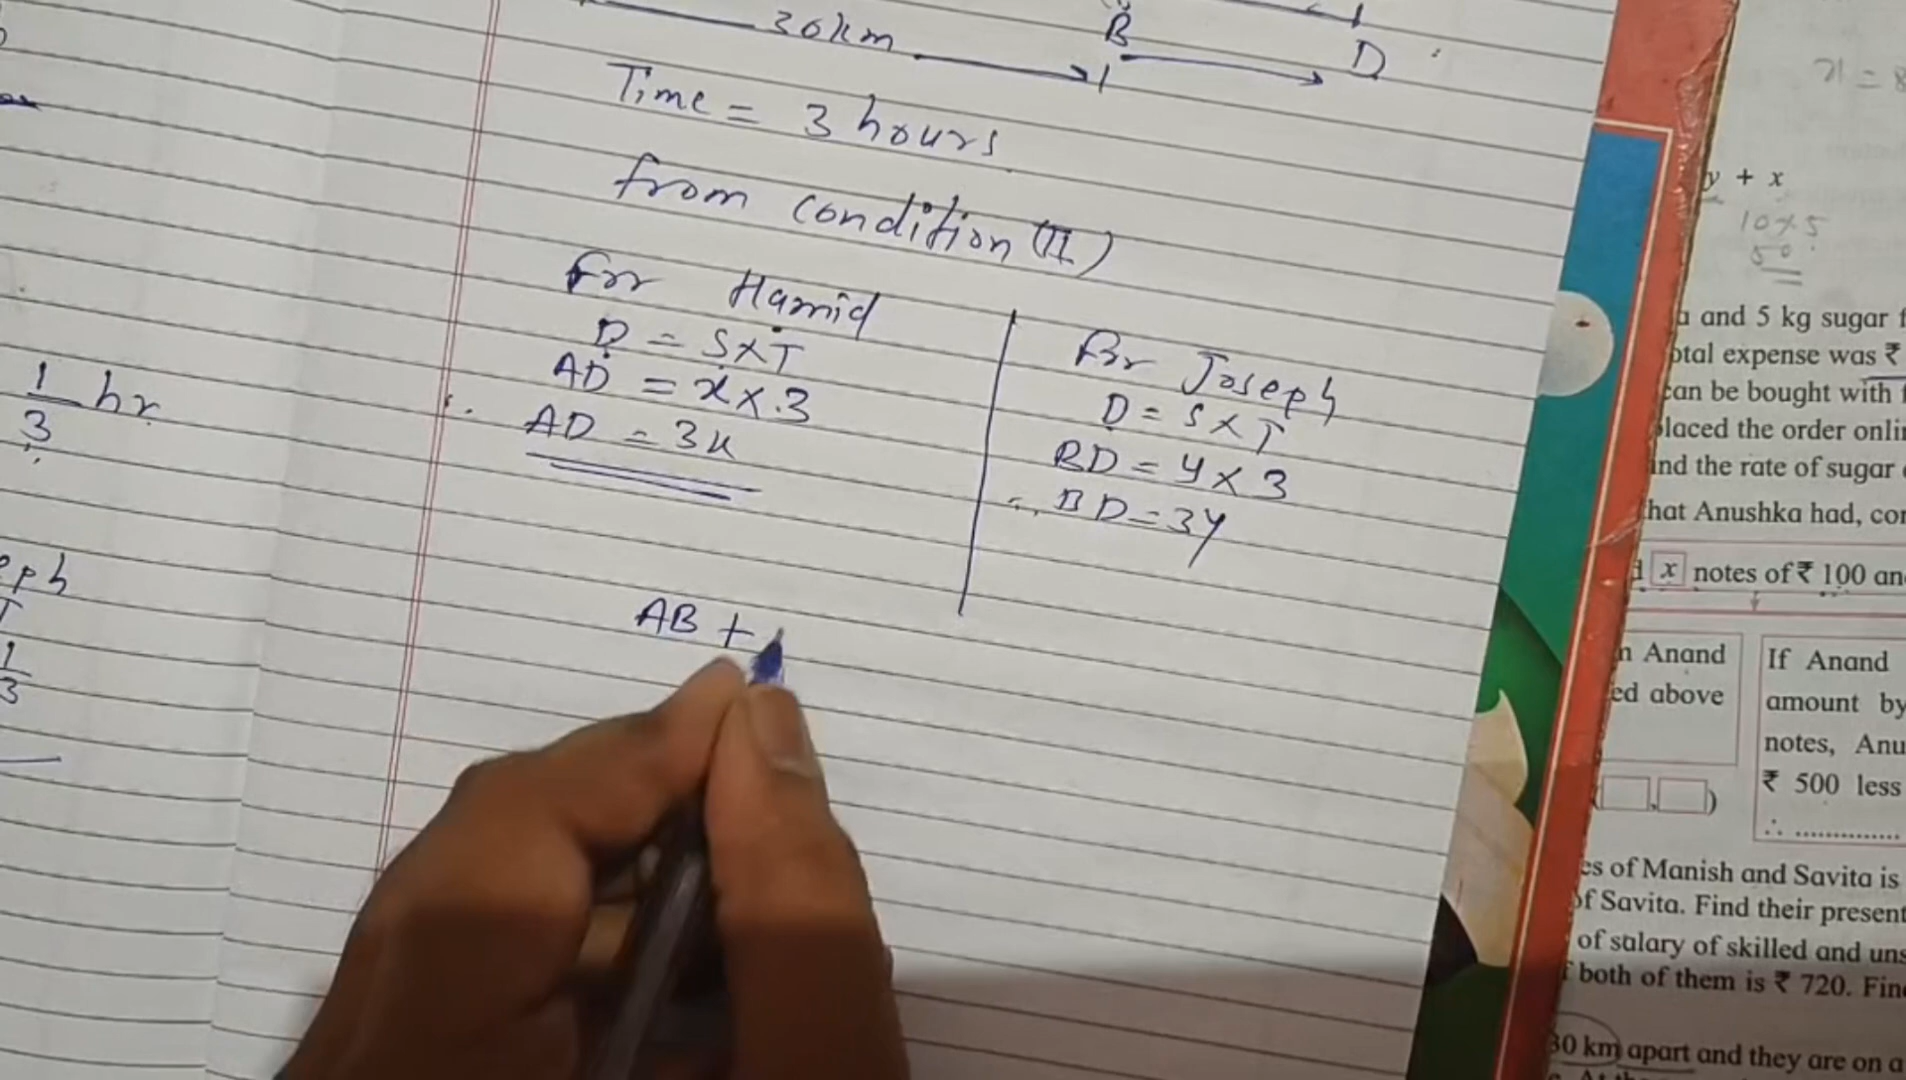 30km
B
D
Time = 3 hours
from condition (II)
For Hamid
D = S×T
AD = x×.3
∴ AD = 3x
For Joseph
D = S×T
BD = y×3
∴ BD = 3y
AB +
1/3 hr
eph
T
1/3
x = 8
y + x
10×5
50
and 5 kg sugar
otal expense was ₹
can be bought with
placed the order onli
ind the rate of sugar
that Anushka had, co
x notes of ₹ 100 an
n Anand
ed above
If Anand
amount by
notes, Anu
₹ 500 less
∴ ..............
es of Manish and Savita is
of Savita. Find their present
of salary of skilled and uns
both of them is ₹ 720. Fin
30 km apart and they are on a